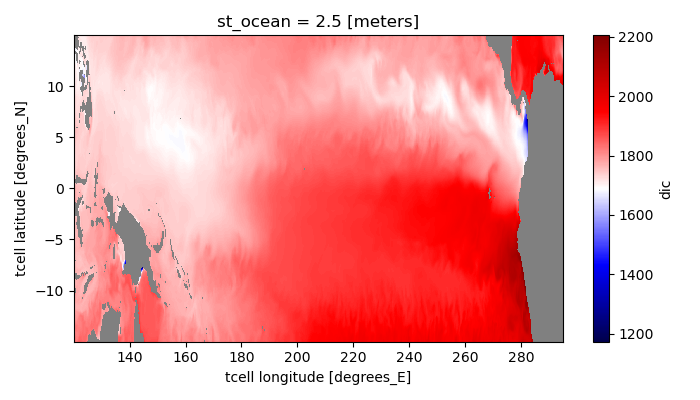 st_ocean = 2.5 [meters]
tcell latitude [degrees_N]
10
5
0
−5
−10
140 160 180 200 220 240 260 280
tcell longitude [degrees_E]
2200
2000
1800
1600
1400
1200
dic